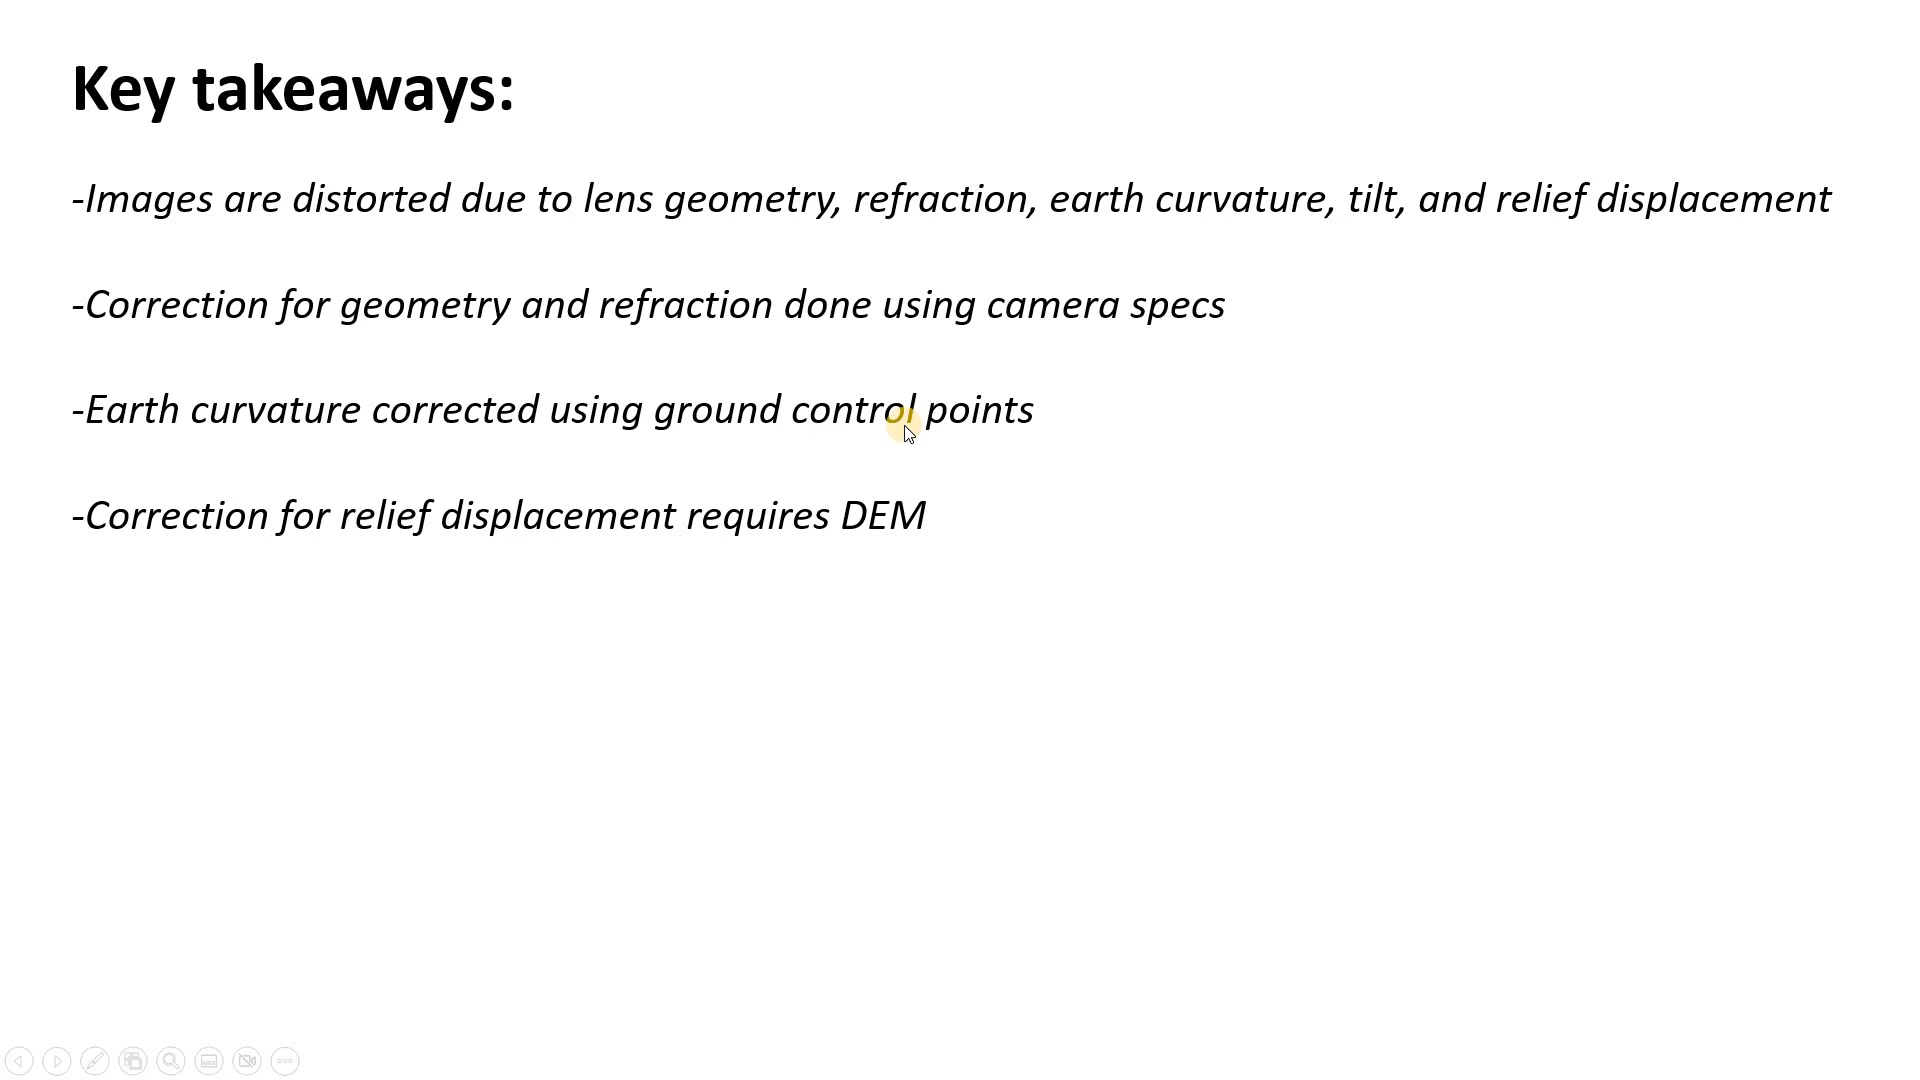 Key takeaways:
-Images are distorted due to lens geometry, refraction, earth curvature, tilt, and relief displacement
-Correction for geometry and refraction done using camera specs
-Earth curvature corrected using ground control points
-Correction for relief displacement requires DEM